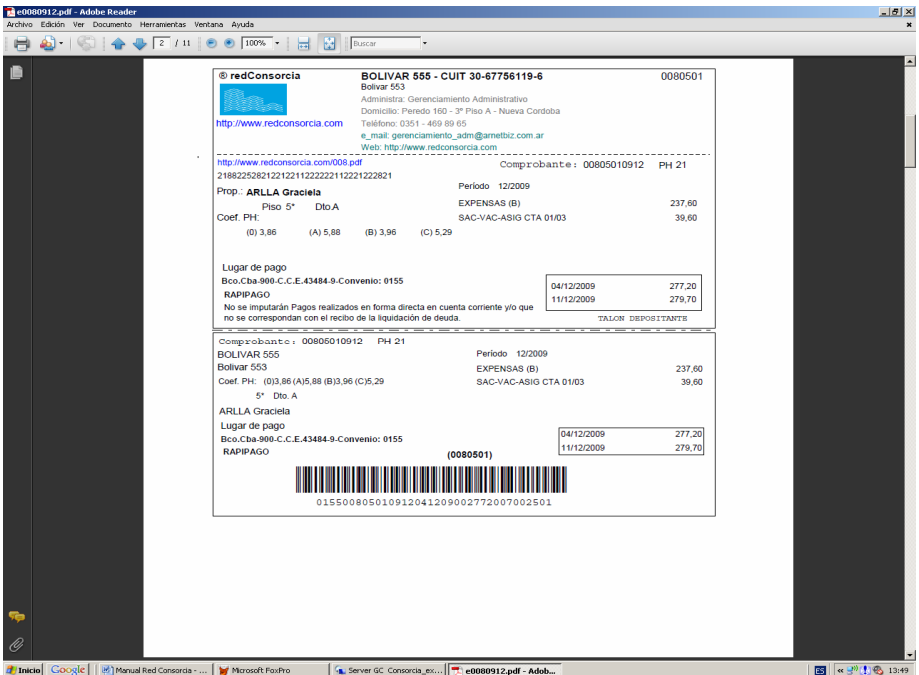 e0080912.pdf - Adobe Reader
Archivo Edición Ver Documento Herramientas Ventana Ayuda
2 / 11 100% Buscar
® redConsorcia BOLIVAR 555 - CUIT 30-67756119-6 0080501
Bolivar 553
Administra: Gerenciamiento Administrativo
Domicilio: Peredo 160 - 3º Piso A - Nueva Cordoba
http://www.redconsorcia.com Teléfono: 0351 - 469 89 65
e_mail: gerenciamiento_adm@arnetbiz.com.ar
Web: http://www.redconsorcia.com
http://www.redconsorcia.com/008.pdf Comprobante: 00805010912 PH 21
218822528212212211222222112221222821
Período 12/2009
Prop.: ARLLA Graciela
EXPENSAS (B) 237,60
Piso 5* Dto.A
Coef. PH: SAC-VAC-ASIG CTA 01/03 39,60
(0) 3,86 (A) 5,88 (B) 3,96 (C) 5,29
Lugar de pago
Bco.Cba-900-C.C.E.43484-9-Convenio: 0155
04/12/2009 277,20
RAPIPAGO
11/12/2009 279,70
No se imputarán Pagos realizados en forma directa en cuenta corriente y/o que
no se correspondan con el recibo de la liquidación de deuda. TALON DEPOSITANTE
Comprobante: 00805010912 PH 21
BOLIVAR 555 Período 12/2009
Bolivar 553 EXPENSAS (B) 237,60
Coef. PH: (0)3,86 (A)5,88 (B)3,96 (C)5,29 SAC-VAC-ASIG CTA 01/03 39,60
5* Dto. A
ARLLA Graciela
Lugar de pago
04/12/2009 277,20
Bco.Cba-900-C.C.E.43484-9-Convenio: 0155
11/12/2009 279,70
RAPIPAGO (0080501)
015500805010912041209002772007002501
Inicio Google Manual Red Consorcia - ... Microsoft FoxPro Server GC Consorcia_ex... e0080912.pdf - Adob... ES 13:49